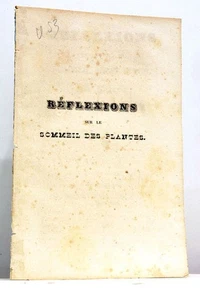 RÉFLEXIONS
SUR LE
SOMMEIL DES PLANTES.